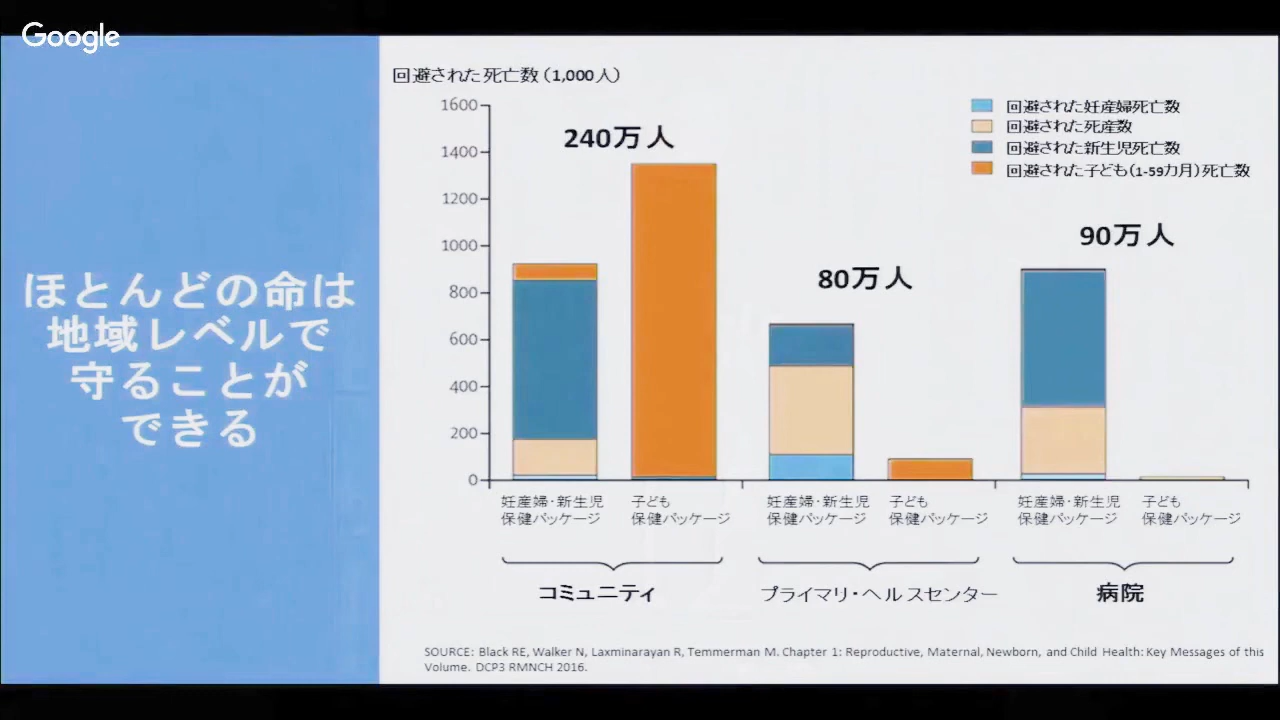 Google
ほとんどの命は
地域レベルで
守ることが
できる
回避された死亡数（1,000人）
1600
1400
1200
1000
800
600
400
200
0
回避された妊産婦死亡数
回避された死産数
回避された新生児死亡数
回避された子ども（1-59カ月）死亡数
240万人
80万人
90万人
妊産婦・新生児
保健パッケージ
子ども
保健パッケージ
妊産婦・新生児
保健パッケージ
子ども
保健パッケージ
妊産婦・新生児
保健パッケージ
子ども
保健パッケージ
コミュニティ
プライマリ・ヘルスセンター
病院
SOURCE: Black RE, Walker N, Laxminarayan R, Temmerman M. Chapter 1: Reproductive, Maternal, Newborn, and Child Health: Key Messages of this
Volume. DCP3 RMNCH 2016.